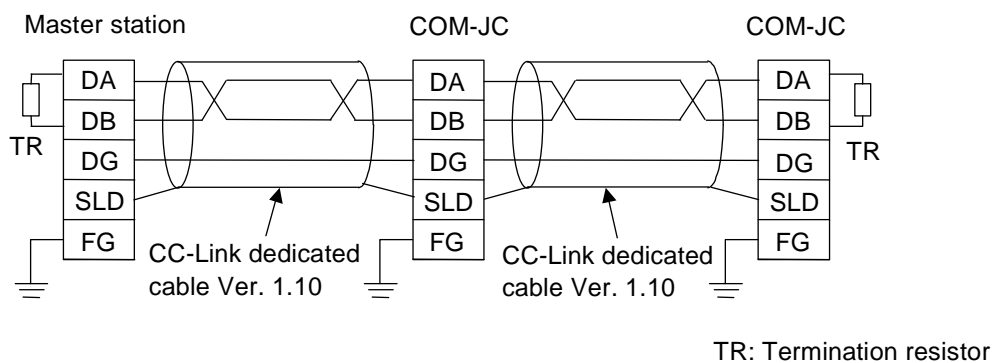 Master station
COM-JC
COM-JC
DA
DB
DG
SLD
FG
TR
DA
DB
DG
SLD
FG
DA
DB
DG
SLD
FG
TR
CC-Link dedicated
cable Ver. 1.10
CC-Link dedicated
cable Ver. 1.10
TR: Termination resistor